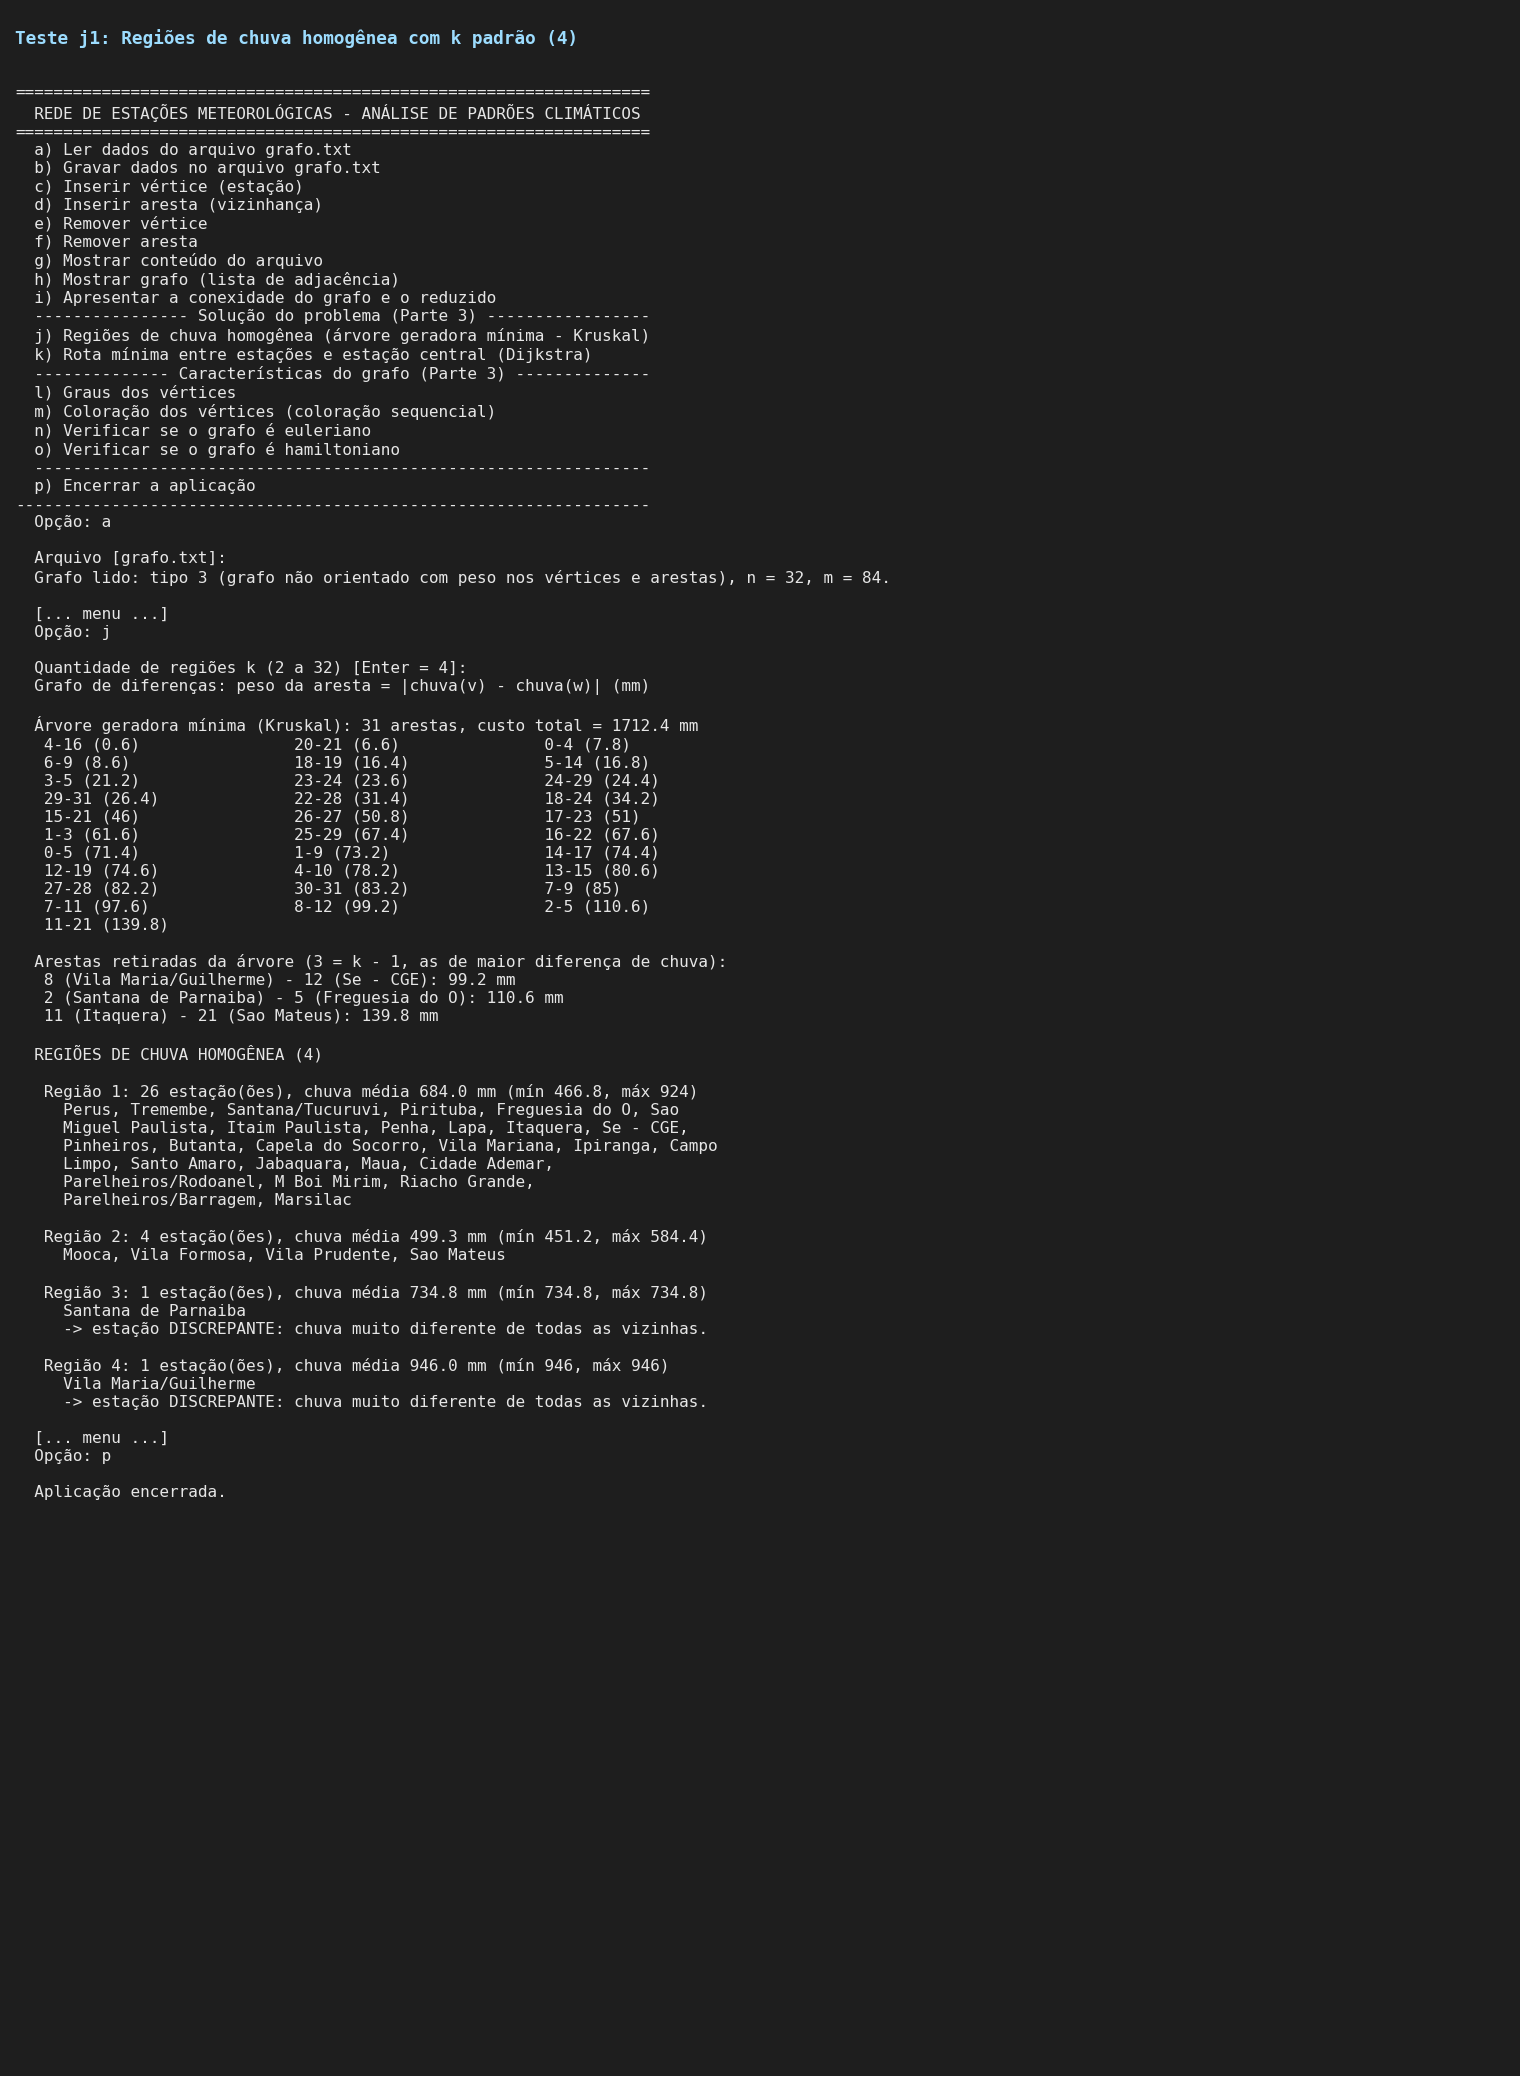 Teste j1: Regiões de chuva homogênea com k padrão (4)
==================================================================
  REDE DE ESTAÇÕES METEOROLÓGICAS - ANÁLISE DE PADRÕES CLIMÁTICOS
==================================================================
  a) Ler dados do arquivo grafo.txt
  b) Gravar dados no arquivo grafo.txt
  c) Inserir vértice (estação)
  d) Inserir aresta (vizinhança)
  e) Remover vértice
  f) Remover aresta
  g) Mostrar conteúdo do arquivo
  h) Mostrar grafo (lista de adjacência)
  i) Apresentar a conexidade do grafo e o reduzido
  ---------------- Solução do problema (Parte 3) -----------------
  j) Regiões de chuva homogênea (árvore geradora mínima - Kruskal)
  k) Rota mínima entre estações e estação central (Dijkstra)
  -------------- Características do grafo (Parte 3) --------------
  l) Graus dos vértices
  m) Coloração dos vértices (coloração sequencial)
  n) Verificar se o grafo é euleriano
  o) Verificar se o grafo é hamiltoniano
  ----------------------------------------------------------------
  p) Encerrar a aplicação
------------------------------------------------------------------
  Opção: a
  Arquivo [grafo.txt]:
  Grafo lido: tipo 3 (grafo não orientado com peso nos vértices e arestas), n = 32, m = 84.
  [... menu ...]
  Opção: j
  Quantidade de regiões k (2 a 32) [Enter = 4]:
  Grafo de diferenças: peso da aresta = |chuva(v) - chuva(w)| (mm)
  Árvore geradora mínima (Kruskal): 31 arestas, custo total = 1712.4 mm
   4-16 (0.6)                20-21 (6.6)               0-4 (7.8)
   6-9 (8.6)                 18-19 (16.4)              5-14 (16.8)
   3-5 (21.2)                23-24 (23.6)              24-29 (24.4)
   29-31 (26.4)              22-28 (31.4)              18-24 (34.2)
   15-21 (46)                26-27 (50.8)              17-23 (51)
   1-3 (61.6)                25-29 (67.4)              16-22 (67.6)
   0-5 (71.4)                1-9 (73.2)                14-17 (74.4)
   12-19 (74.6)              4-10 (78.2)               13-15 (80.6)
   27-28 (82.2)              30-31 (83.2)              7-9 (85)
   7-11 (97.6)               8-12 (99.2)               2-5 (110.6)
   11-21 (139.8)
  Arestas retiradas da árvore (3 = k - 1, as de maior diferença de chuva):
   8 (Vila Maria/Guilherme) - 12 (Se - CGE): 99.2 mm
   2 (Santana de Parnaiba) - 5 (Freguesia do O): 110.6 mm
   11 (Itaquera) - 21 (Sao Mateus): 139.8 mm
  REGIÕES DE CHUVA HOMOGÊNEA (4)
   Região 1: 26 estação(ões), chuva média 684.0 mm (mín 466.8, máx 924)
     Perus, Tremembe, Santana/Tucuruvi, Pirituba, Freguesia do O, Sao
     Miguel Paulista, Itaim Paulista, Penha, Lapa, Itaquera, Se - CGE,
     Pinheiros, Butanta, Capela do Socorro, Vila Mariana, Ipiranga, Campo
     Limpo, Santo Amaro, Jabaquara, Maua, Cidade Ademar,
     Parelheiros/Rodoanel, M Boi Mirim, Riacho Grande,
     Parelheiros/Barragem, Marsilac
   Região 2: 4 estação(ões), chuva média 499.3 mm (mín 451.2, máx 584.4)
     Mooca, Vila Formosa, Vila Prudente, Sao Mateus
   Região 3: 1 estação(ões), chuva média 734.8 mm (mín 734.8, máx 734.8)
     Santana de Parnaiba
     -> estação DISCREPANTE: chuva muito diferente de todas as vizinhas.
   Região 4: 1 estação(ões), chuva média 946.0 mm (mín 946, máx 946)
     Vila Maria/Guilherme
     -> estação DISCREPANTE: chuva muito diferente de todas as vizinhas.
  [... menu ...]
  Opção: p
  Aplicação encerrada.